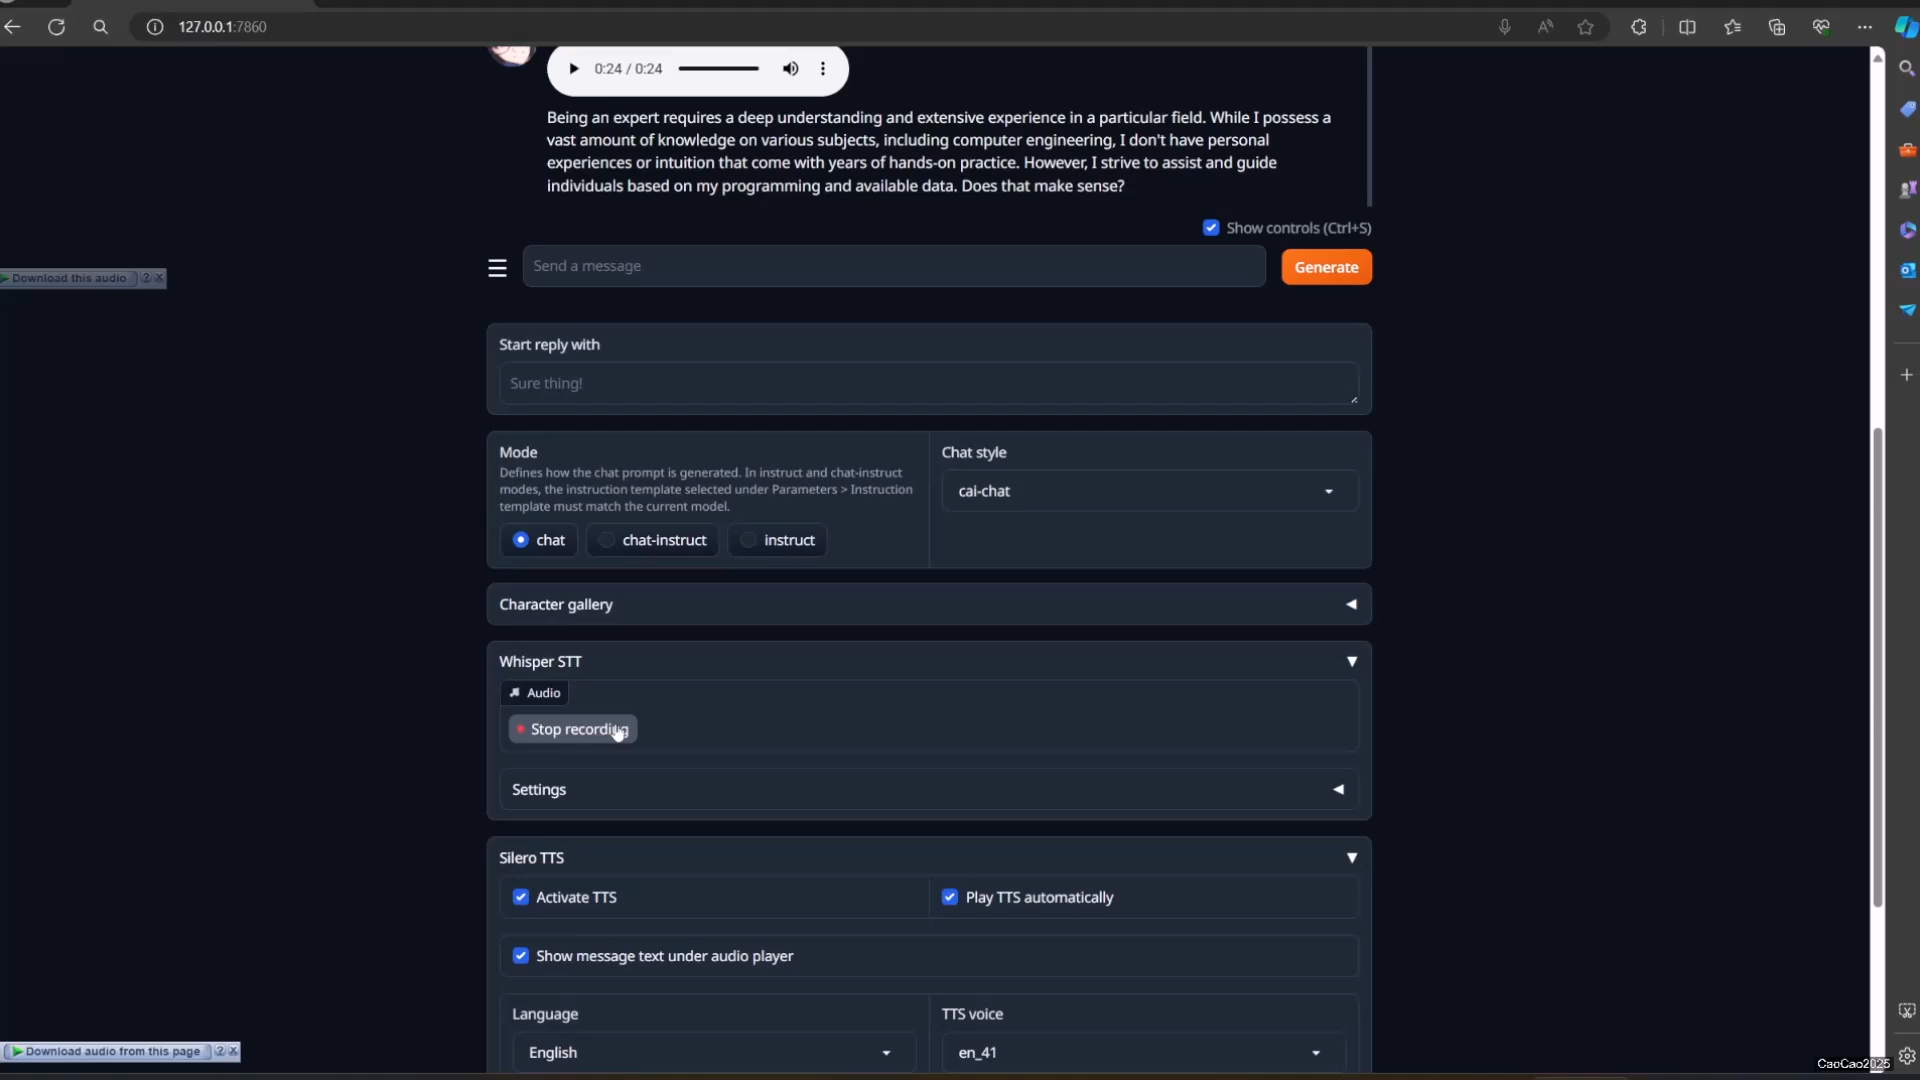 127.0.0.1:7860
0:24 / 0:24
Being an expert requires a deep understanding and extensive experience in a particular field. While I possess a
vast amount of knowledge on various subjects, including computer engineering, I don't have personal
experiences or intuition that come with years of hands-on practice. However, I strive to assist and guide
individuals based on my programming and available data. Does that make sense?
Show controls (Ctrl+S)
Send a message
Generate
Download this audio ? X
Start reply with
Sure thing!
Mode
Defines how the chat prompt is generated. In instruct and chat-instruct
modes, the instruction template selected under Parameters > Instruction
template must match the current model.
chat chat-instruct instruct
Chat style
cai-chat
Character gallery
Whisper STT
Audio
Stop recording
Settings
Silero TTS
Activate TTS
Play TTS automatically
Show message text under audio player
Language
English
TTS voice
en_41
Download audio from this page ? X
CaoCao2025